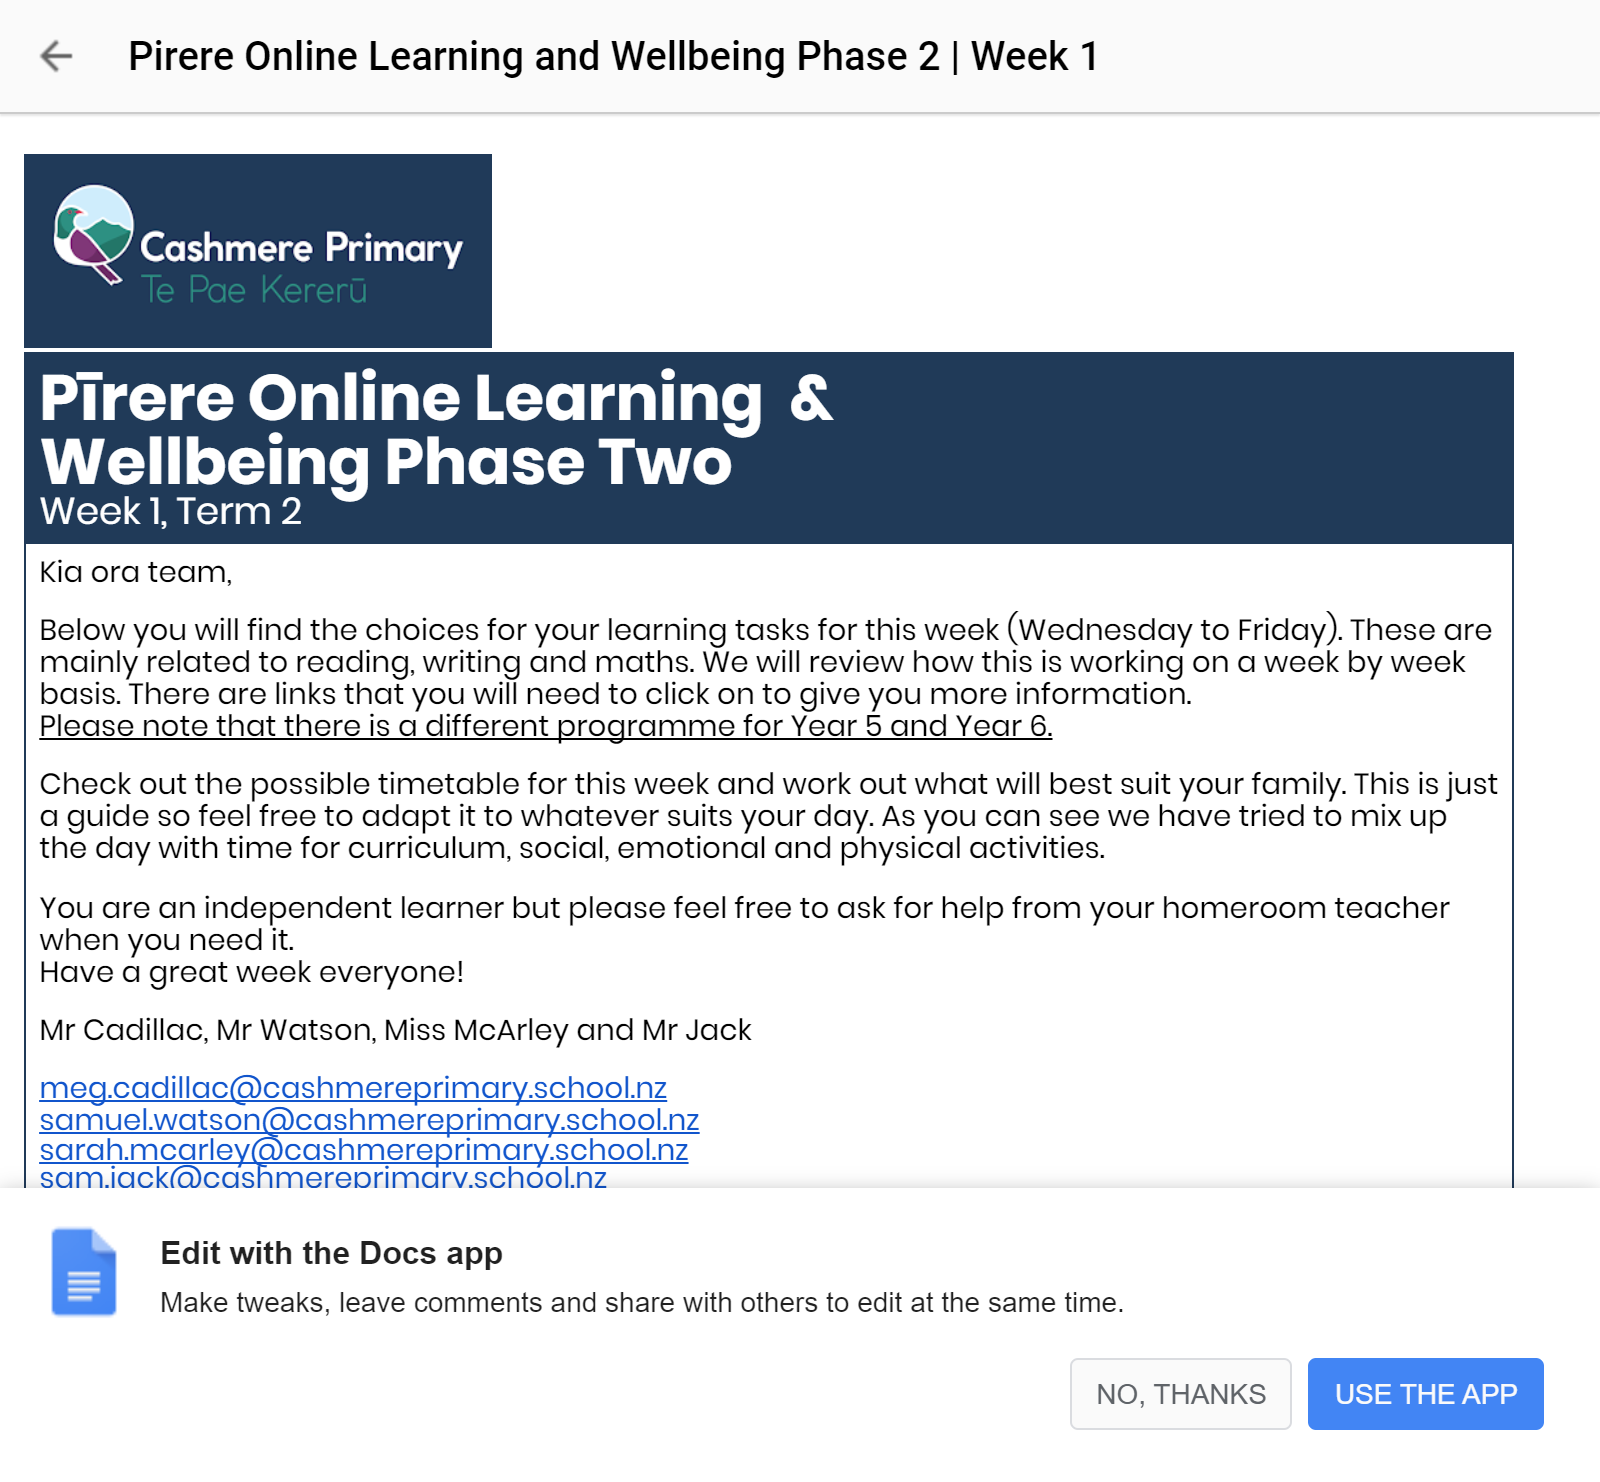 Pirere Online Learning and Wellbeing Phase 2 | Week 1
Cashmere Primary
Te Pae Kererū
Pīrere Online Learning &
Wellbeing Phase Two
Week 1, Term 2
Kia ora team,
Below you will find the choices for your learning tasks for this week (Wednesday to Friday). These are
mainly related to reading, writing and maths. We will review how this is working on a week by week
basis. There are links that you will need to click on to give you more information.
Please note that there is a different programme for Year 5 and Year 6.
Check out the possible timetable for this week and work out what will best suit your family. This is just
a guide so feel free to adapt it to whatever suits your day. As you can see we have tried to mix up
the day with time for curriculum, social, emotional and physical activities.
You are an independent learner but please feel free to ask for help from your homeroom teacher
when you need it.
Have a great week everyone!
Mr Cadillac, Mr Watson, Miss McArley and Mr Jack
meg.cadillac@cashmereprimary.school.nz
samuel.watson@cashmereprimary.school.nz
sarah.mcarley@cashmereprimary.school.nz
sam.jack@cashmereprimary.school.nz
Edit with the Docs app
Make tweaks, leave comments and share with others to edit at the same time.
NO, THANKS
USE THE APP